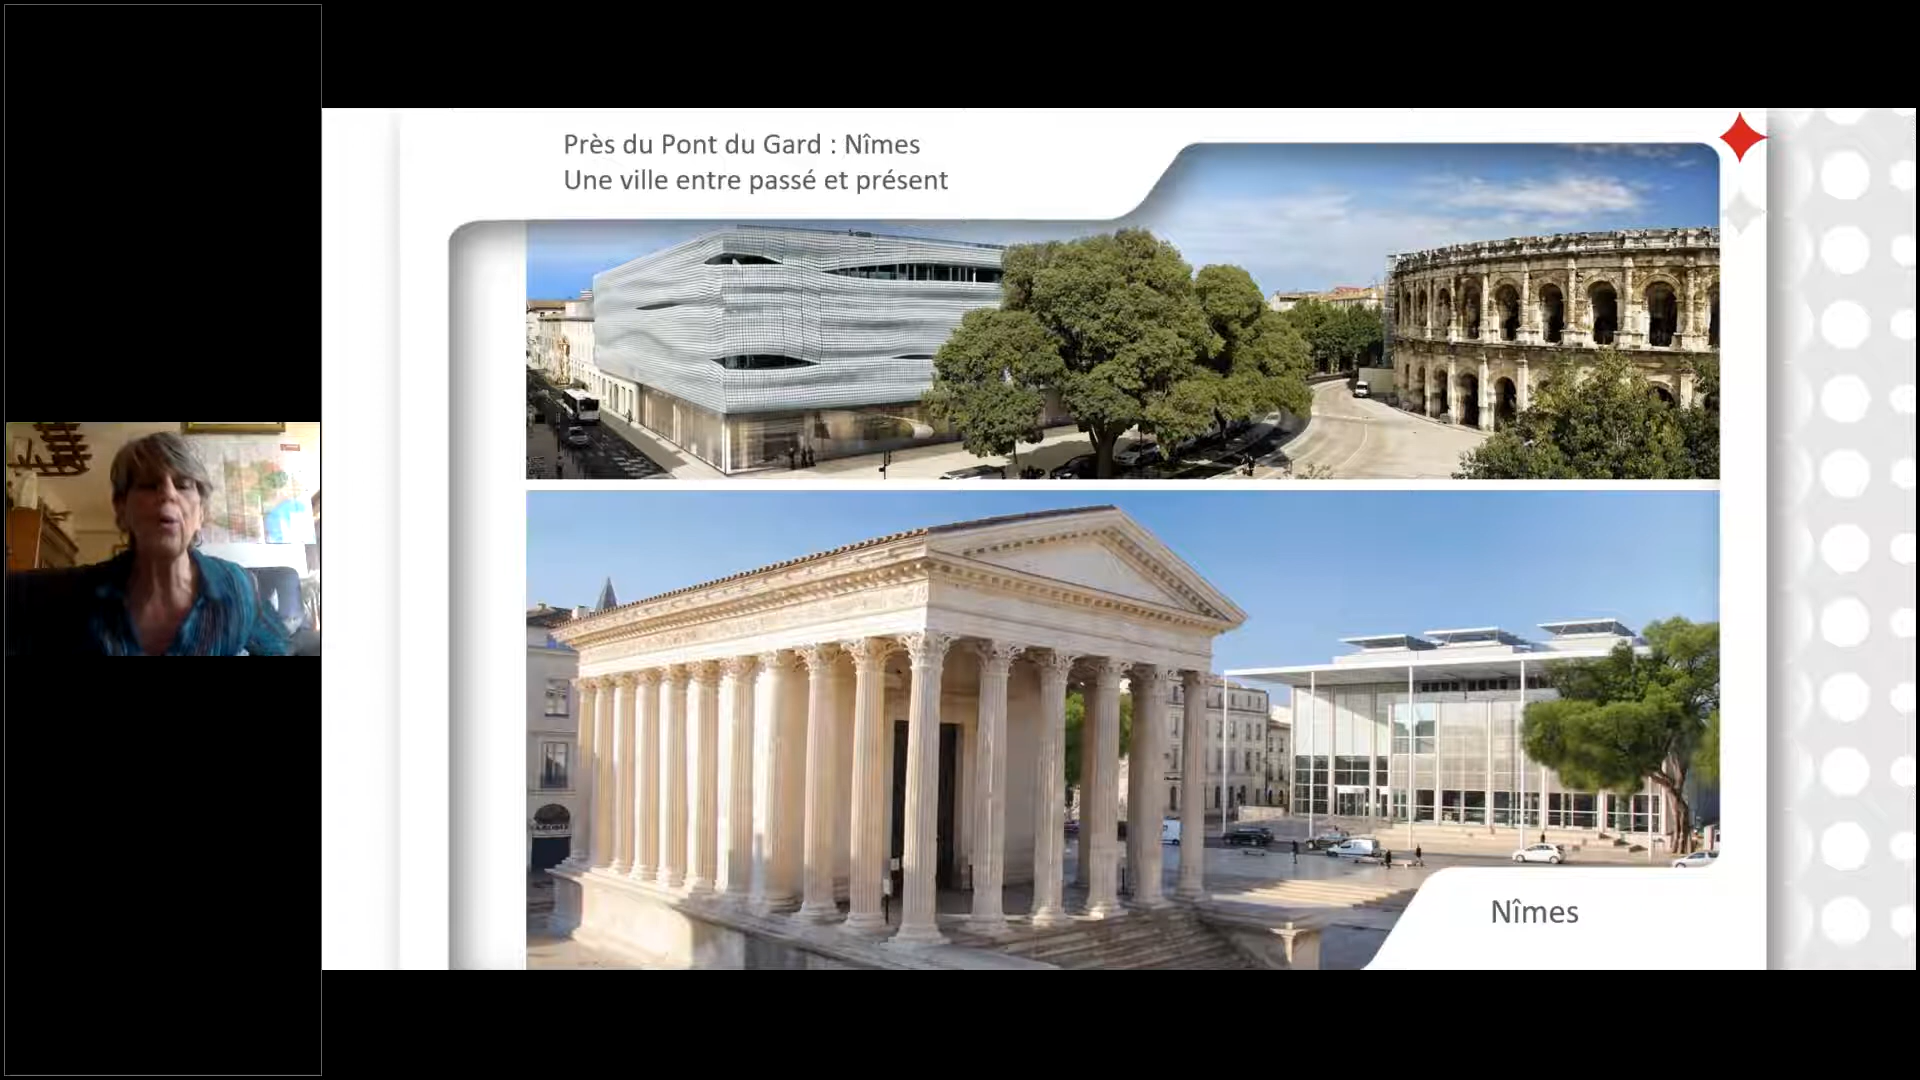 Près du Pont du Gard : Nîmes
Une ville entre passé et présent
Nîmes